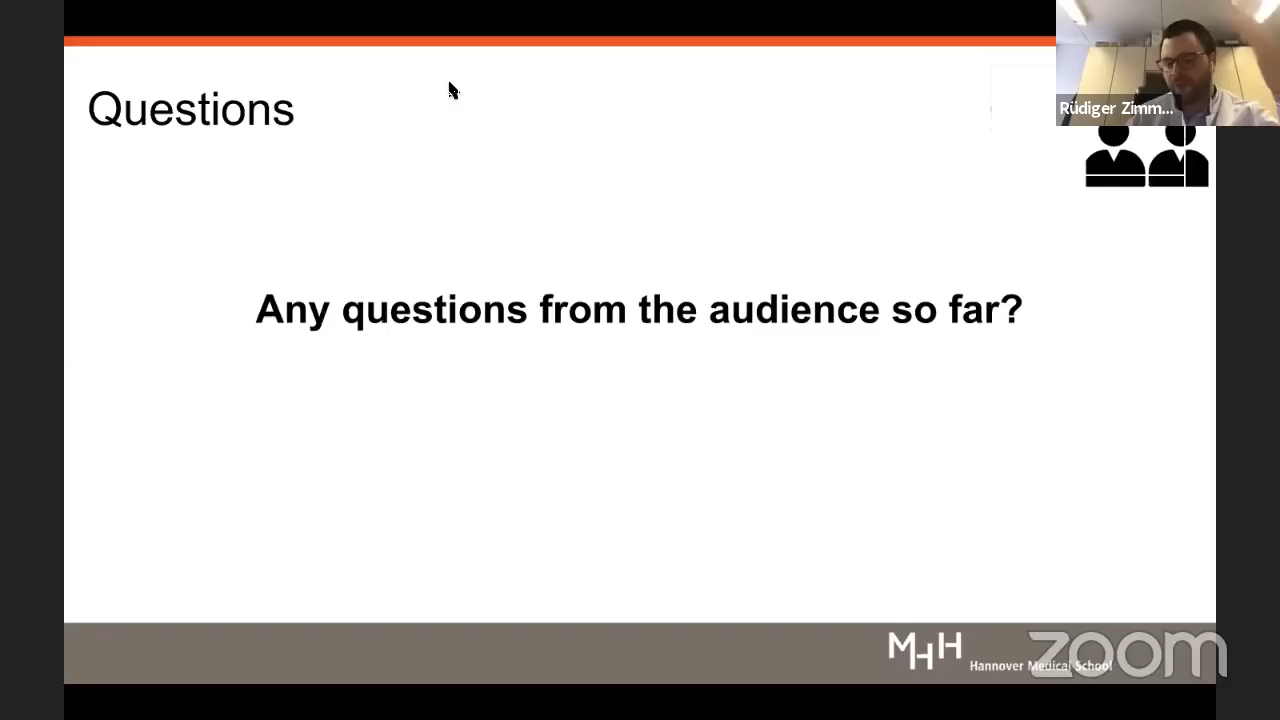 Questions
Rüdiger Zimm...
Any questions from the audience so far?
MHH
Hannover Medical School
zoom